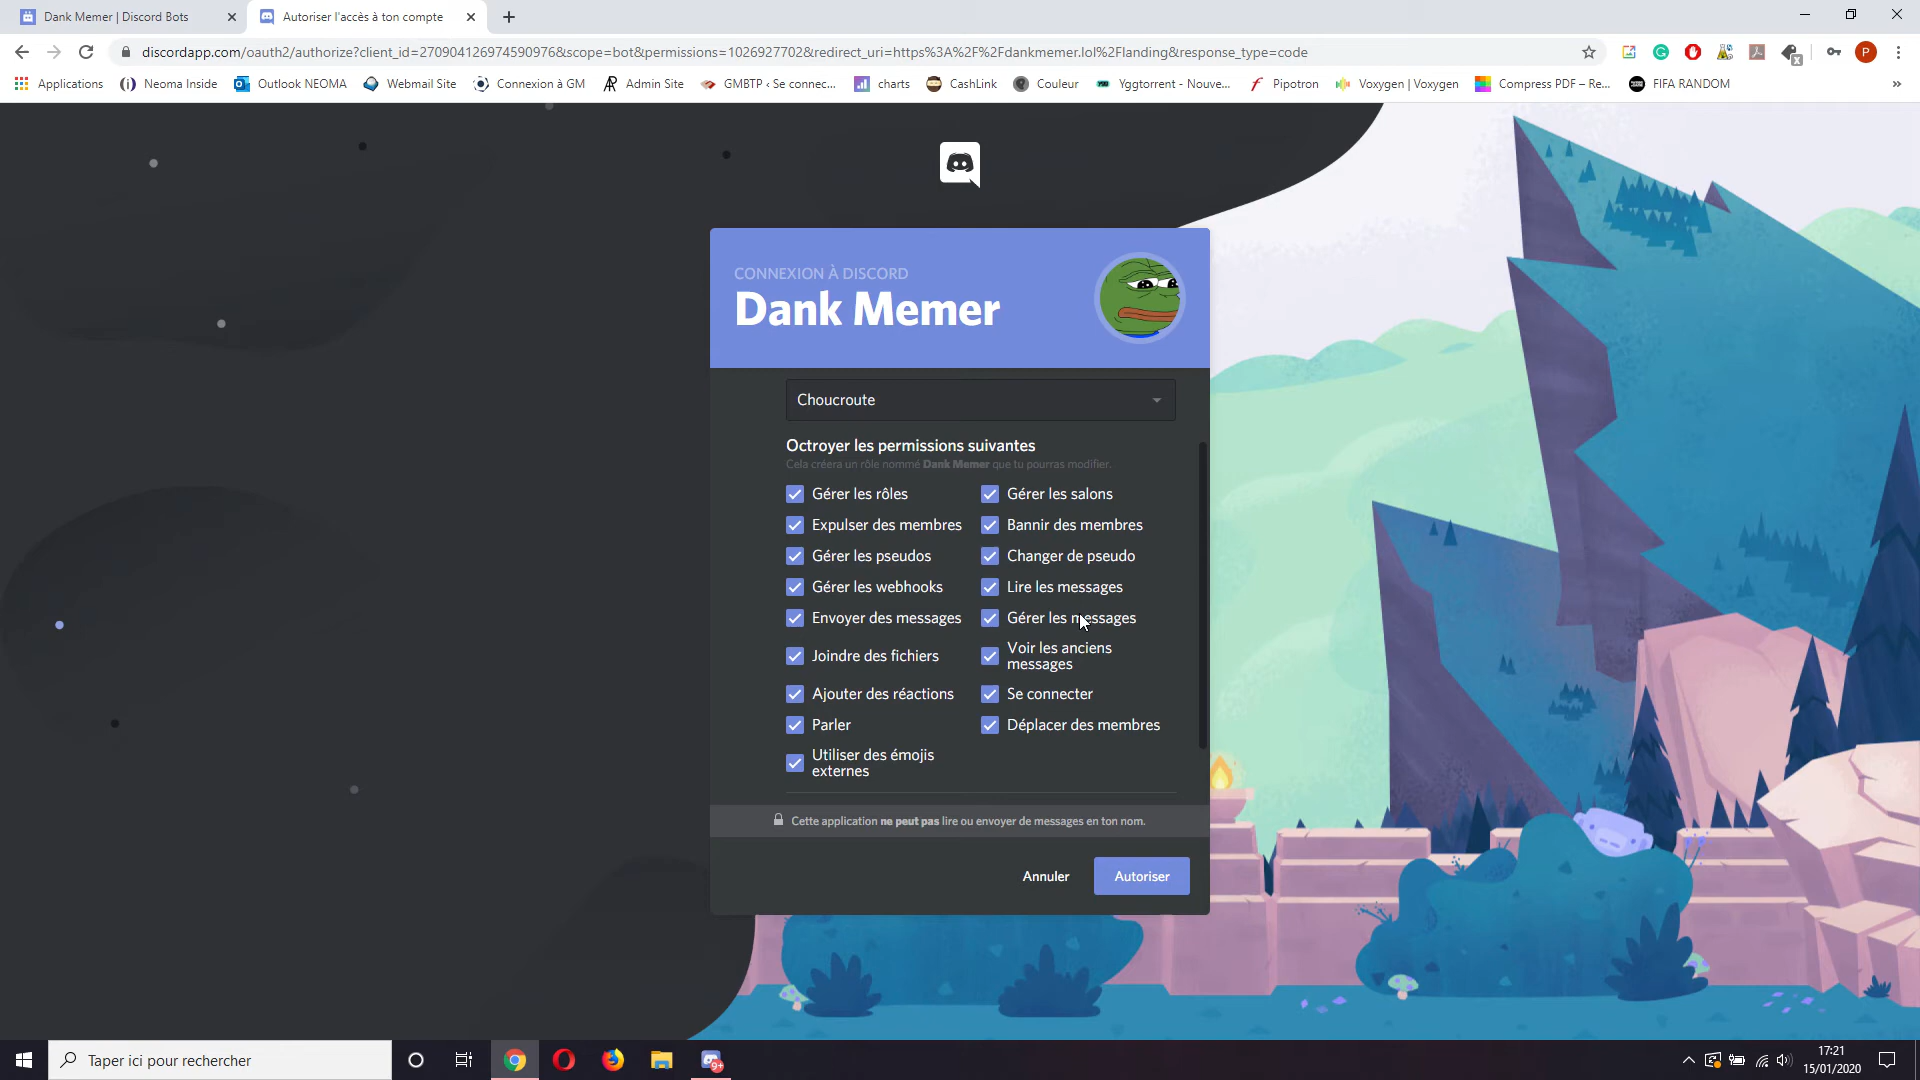 Dank Memer | Discord Bots
Autoriser l'accès à ton compte
discordapp.com/oauth2/authorize?client_id=270904126974590976&scope=bot&permissions=1026927702&redirect_uri=https%3A%2F%2Fdankmemer.lol%2Flanding&response_type=code
P
Applications
Neoma Inside
Outlook NEOMA
Webmail Site
Connexion à GM
Admin Site
GMBTP ‹ Se connec...
charts
CashLink
Couleur
Yggtorrent - Nouve...
Pipotron
Voxygen | Voxygen
Compress PDF – Re...
FIFA RANDOM
»
CONNEXION À DISCORD
Dank Memer
Choucroute
Octroyer les permissions suivantes
Cela créera un rôle nommé Dank Memer que tu pourras modifier.
Gérer les rôles
Gérer les salons
Expulser des membres
Bannir des membres
Gérer les pseudos
Changer de pseudo
Gérer les webhooks
Lire les messages
Envoyer des messages
Gérer les messages
Joindre des fichiers
Voir les anciens
messages
Ajouter des réactions
Se connecter
Parler
Déplacer des membres
Utiliser des émojis
externes
Cette application ne peut pas lire ou envoyer de messages en ton nom.
Annuler
Autoriser
Taper ici pour rechercher
9+
17:21
15/01/2020